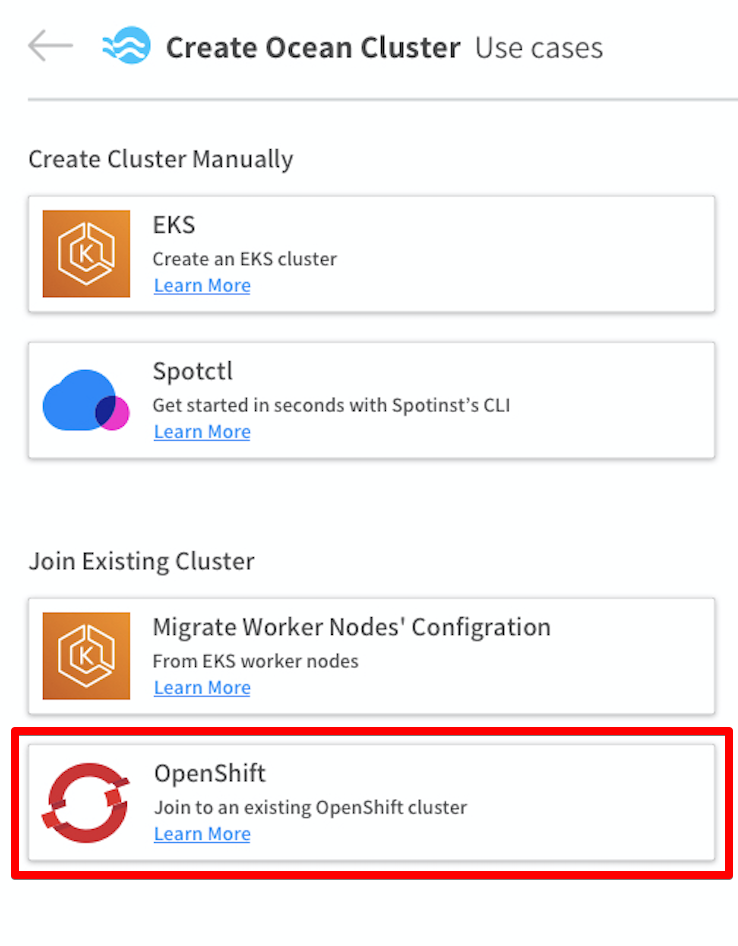 Create Ocean Cluster Use cases
Create Cluster Manually
EKS
Create an EKS cluster
Learn More
Spotctl
Get started in seconds with Spotinst's CLI
Learn More
Join Existing Cluster
Migrate Worker Nodes' Configration
From EKS worker nodes
Learn More
OpenShift
Join to an existing OpenShift cluster
Learn More